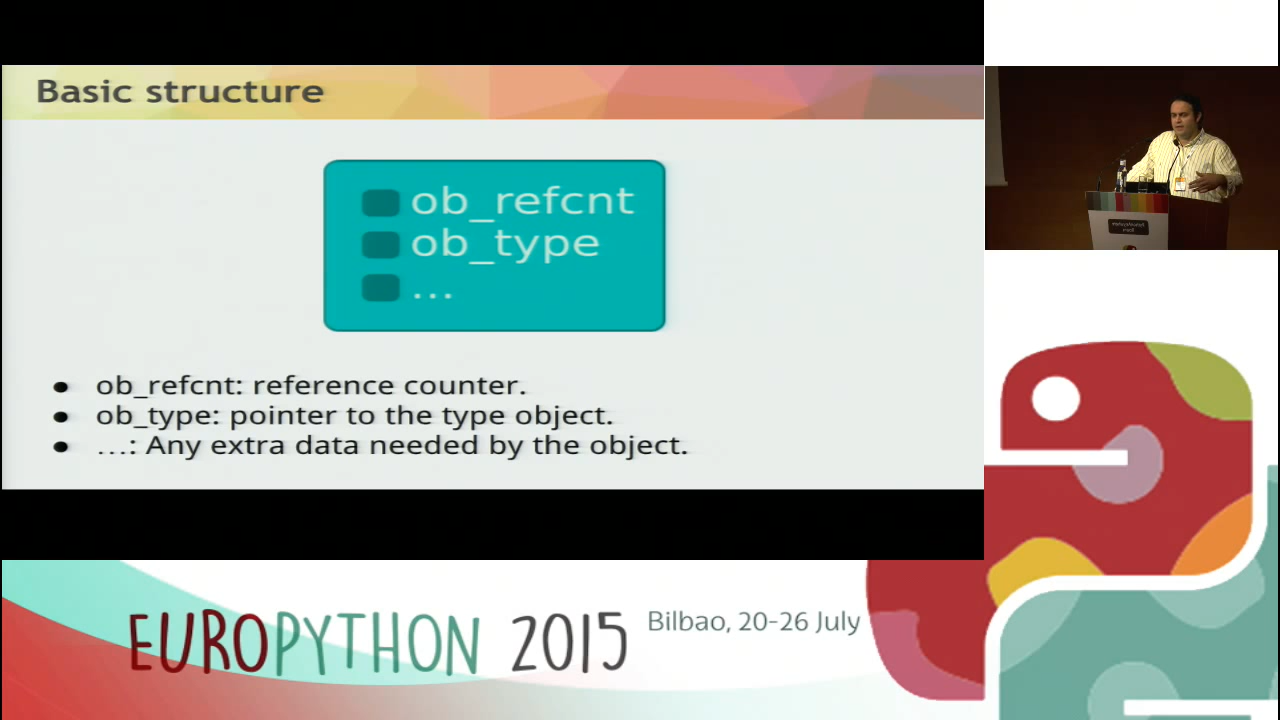 Basic structure
ob_refcnt
ob_type
...
● ob_refcnt: reference counter.
● ob_type: pointer to the type object.
● ...: Any extra data needed by the object.
EUROPYTHON 2015
Bilbao, 20-26 July